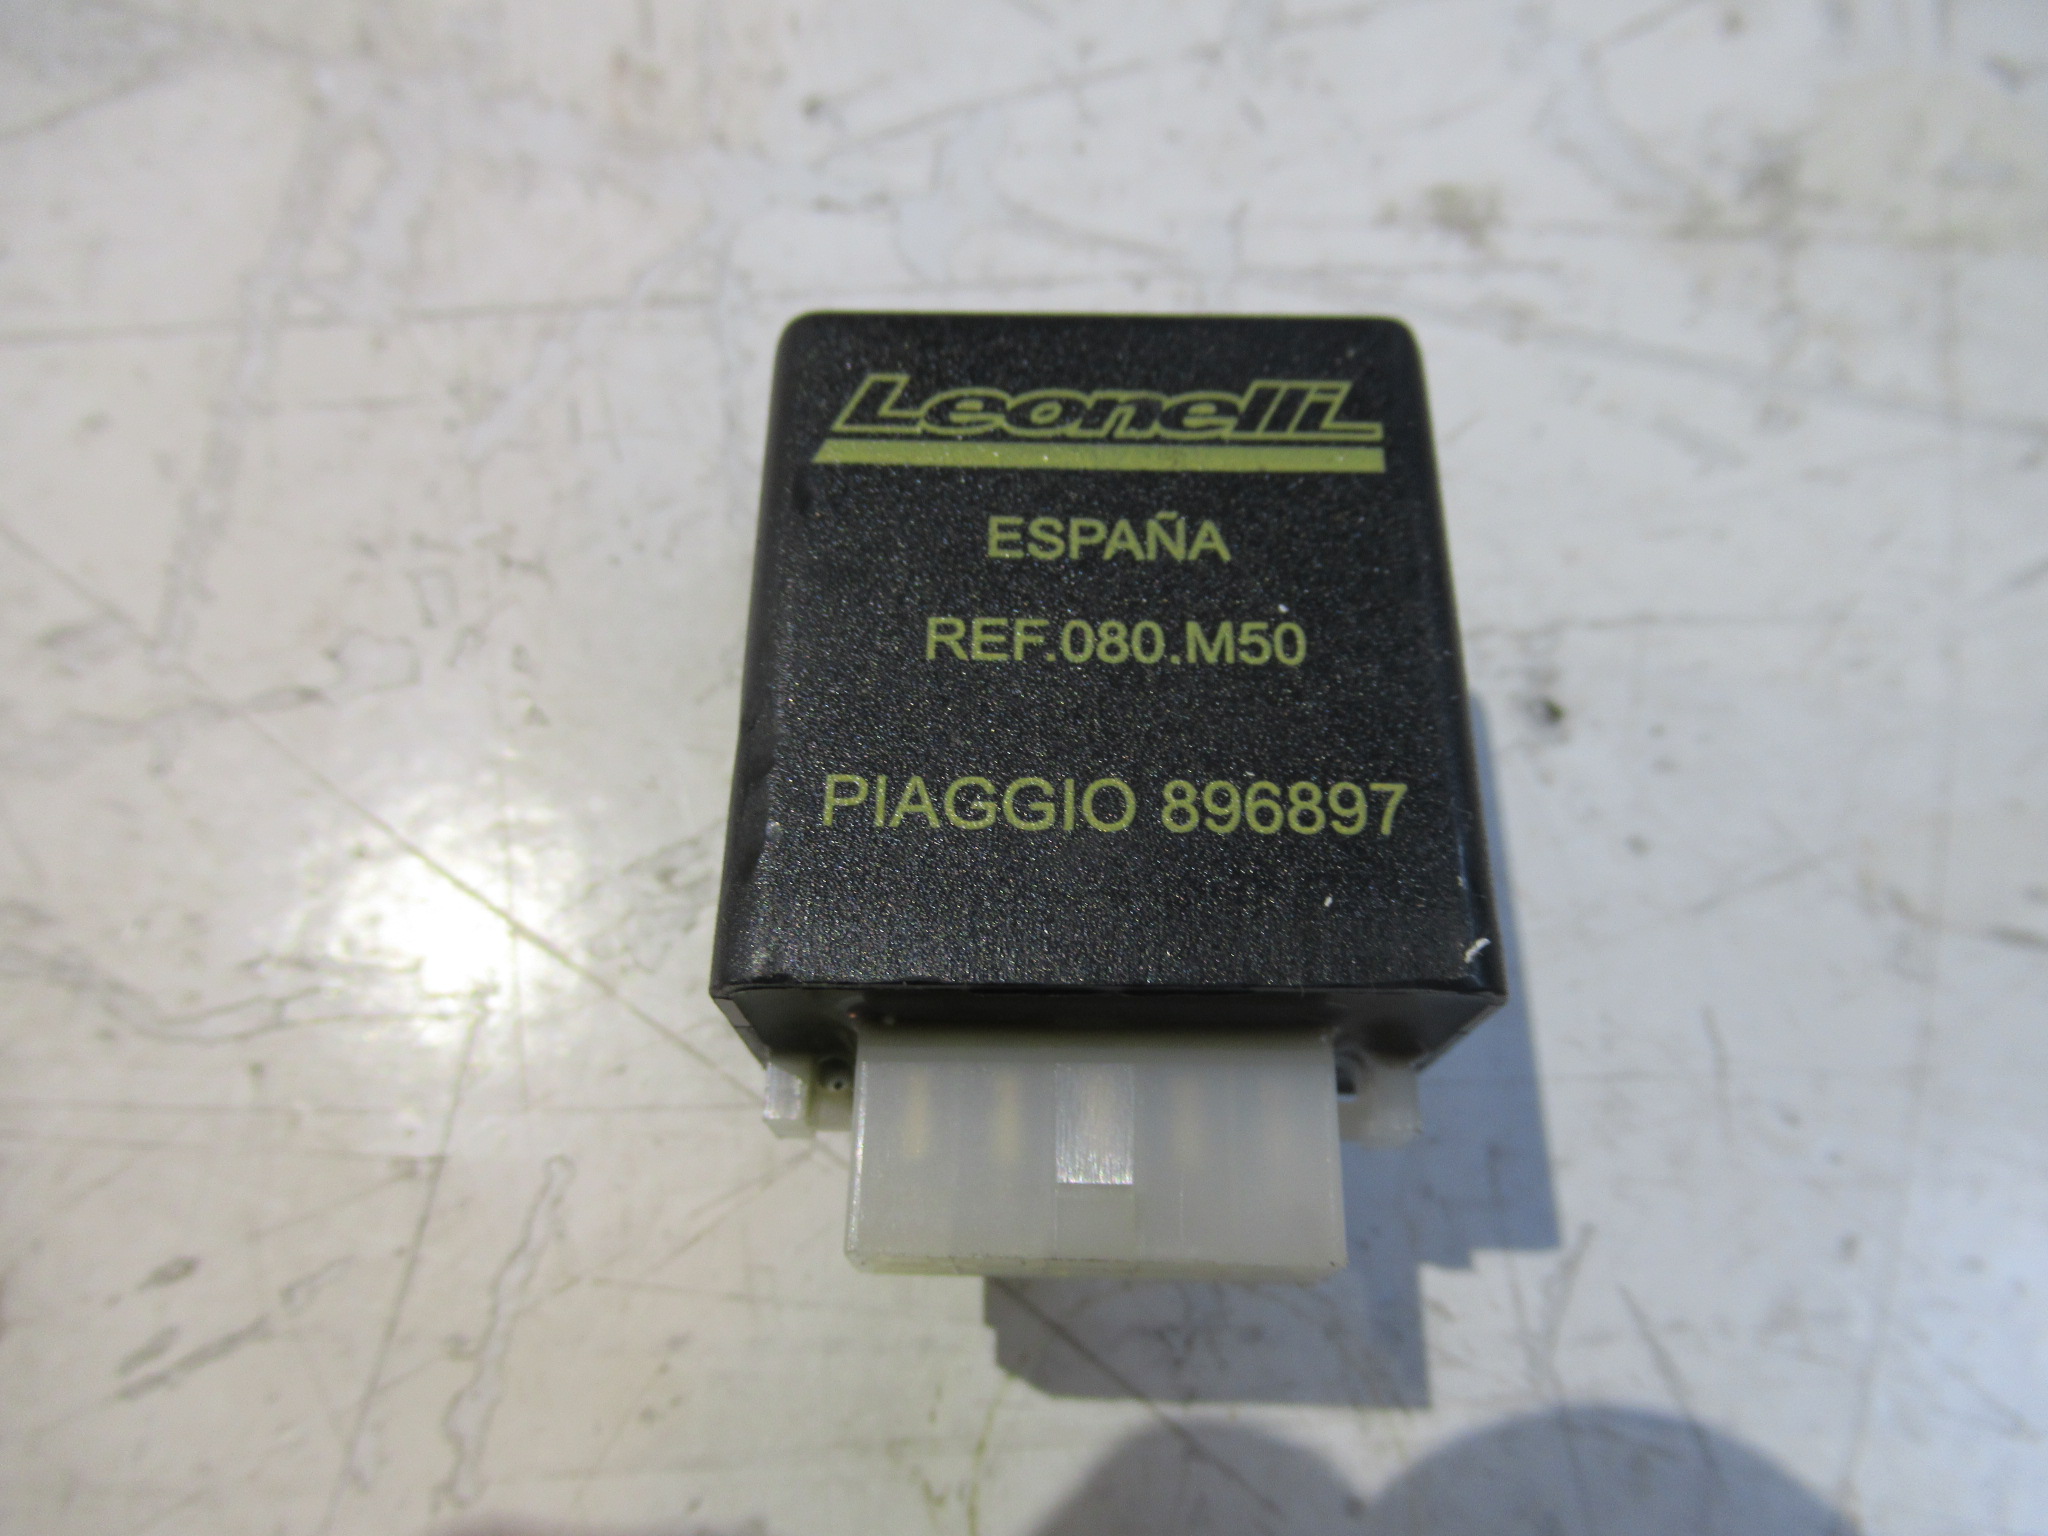 Leonelli
ESPAÑA
REF.080.M50
PIAGGIO 896897